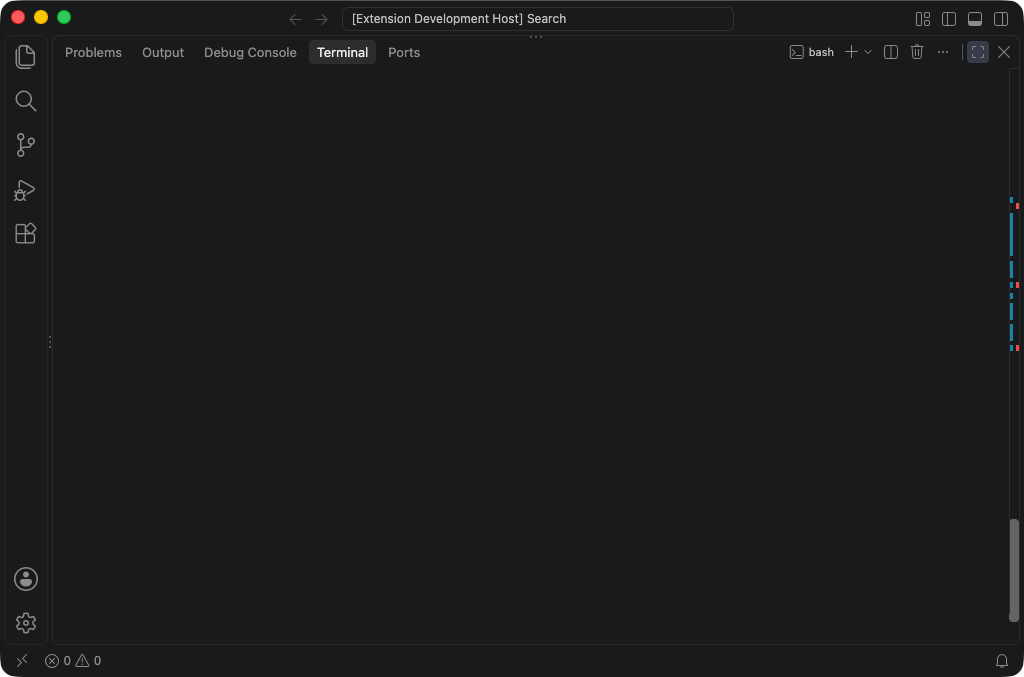 [Extension Development Host] Search
Problems Output Debug Console Terminal Ports bash
0 0